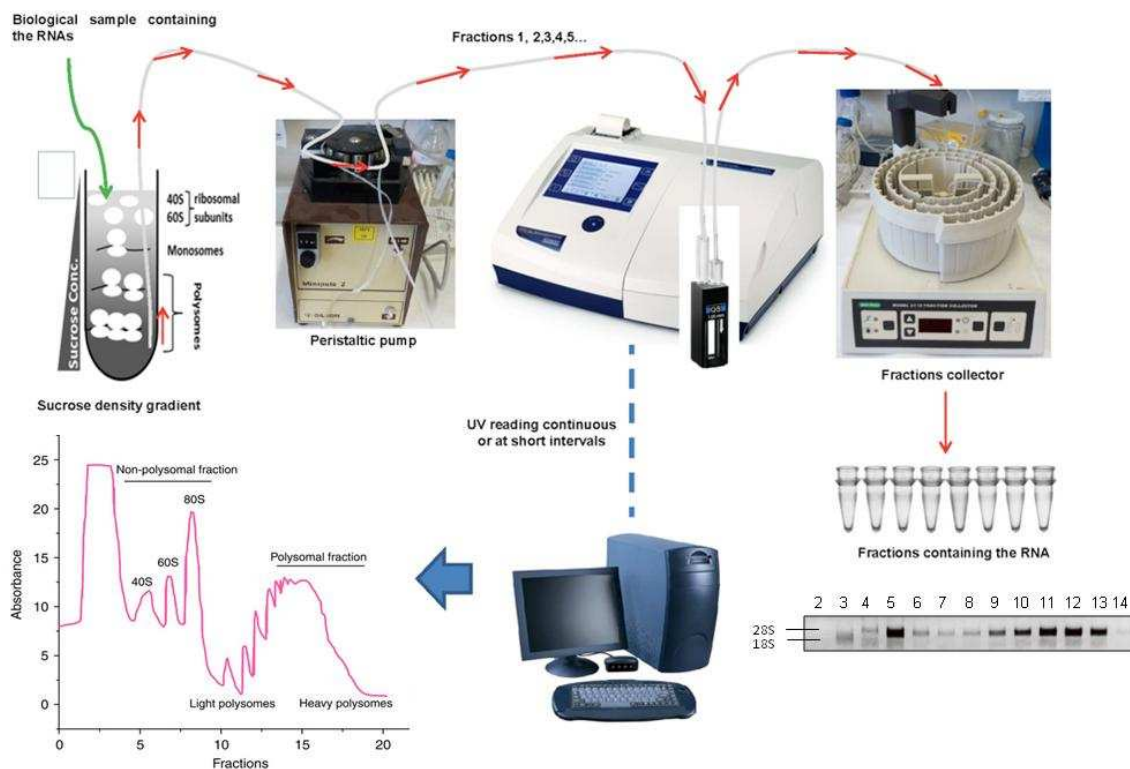 Biological sample containing
the RNAs
Fractions 1, 2,3,4,5...
40S ribosomal
60S subunits
Monosomes
Polysomes
Sucrose Conc.
Minipuls 2
GILSON
Peristaltic pump
Fractions collector
Sucrose density gradient
UV reading continuous
or at short intervals
Fractions containing the RNA
2 3 4 5 6 7 8 9 10 11 12 13 14
28S
18S
Non-polysomal fraction
80S
60S
40S
Polysomal fraction
Light polysomes
Heavy polysomes
Absorbance
25
20
15
10
5
0
0 5 10 15 20
Fractions